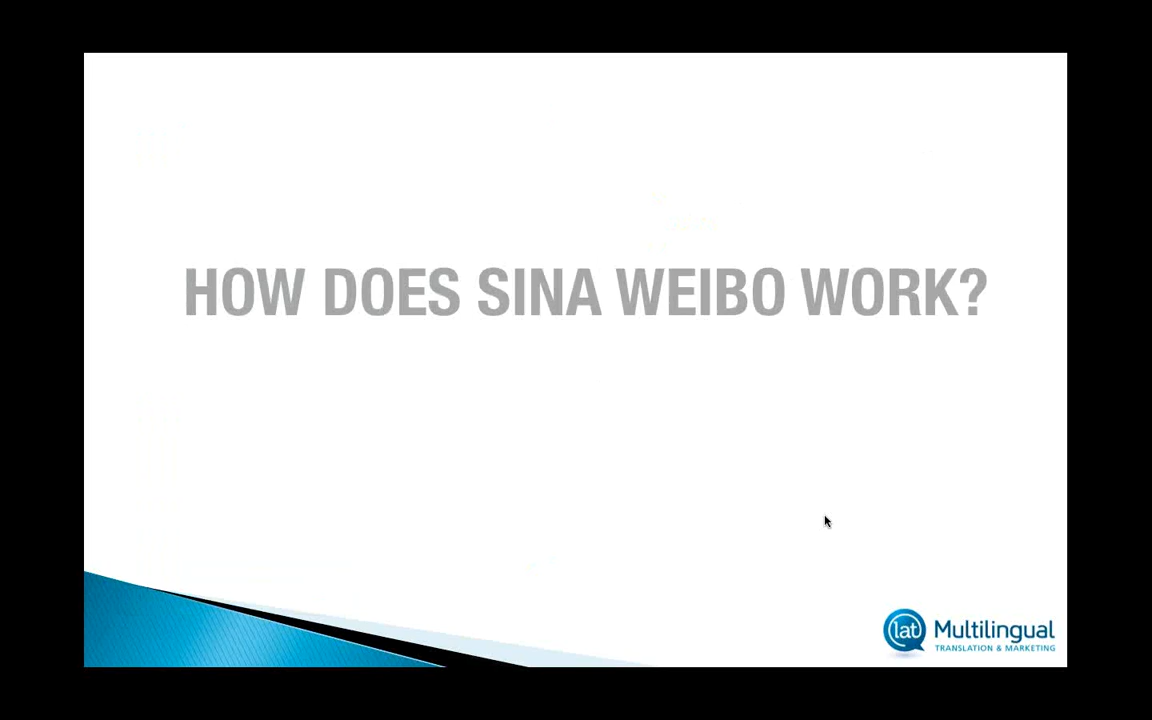 HOW DOES SINA WEIBO WORK?
lat Multilingual
TRANSLATION & MARKETING